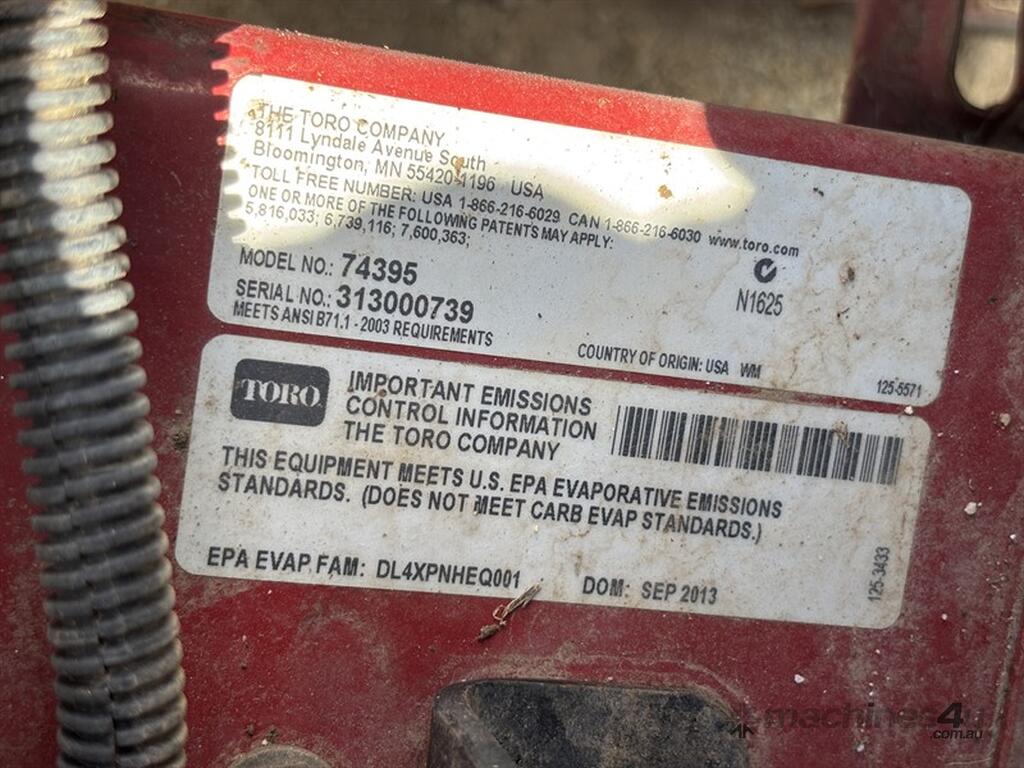 THE TORO COMPANY
8111 Lyndale Avenue South
Bloomington, MN 55420-1196 USA
TOLL FREE NUMBER: USA 1-866-216-6029 CAN 1-866-216-6030 www.toro.com
ONE OR MORE OF THE FOLLOWING PATENTS MAY APPLY:
5,816,033; 6,739,116; 7,600,363;
MODEL NO.: 74395
SERIAL NO.: 313000739
N1625
MEETS ANSI B71.1 - 2003 REQUIREMENTS
COUNTRY OF ORIGIN: USA WM
125-5571
TORO
IMPORTANT EMISSIONS
CONTROL INFORMATION
THE TORO COMPANY
THIS EQUIPMENT MEETS U.S. EPA EVAPORATIVE EMISSIONS
STANDARDS. (DOES NOT MEET CARB EVAP STANDARDS.)
EPA EVAP FAM: DL4XPNHEQ001 DOM: SEP 2013
125-3433
machines4u
.com.au